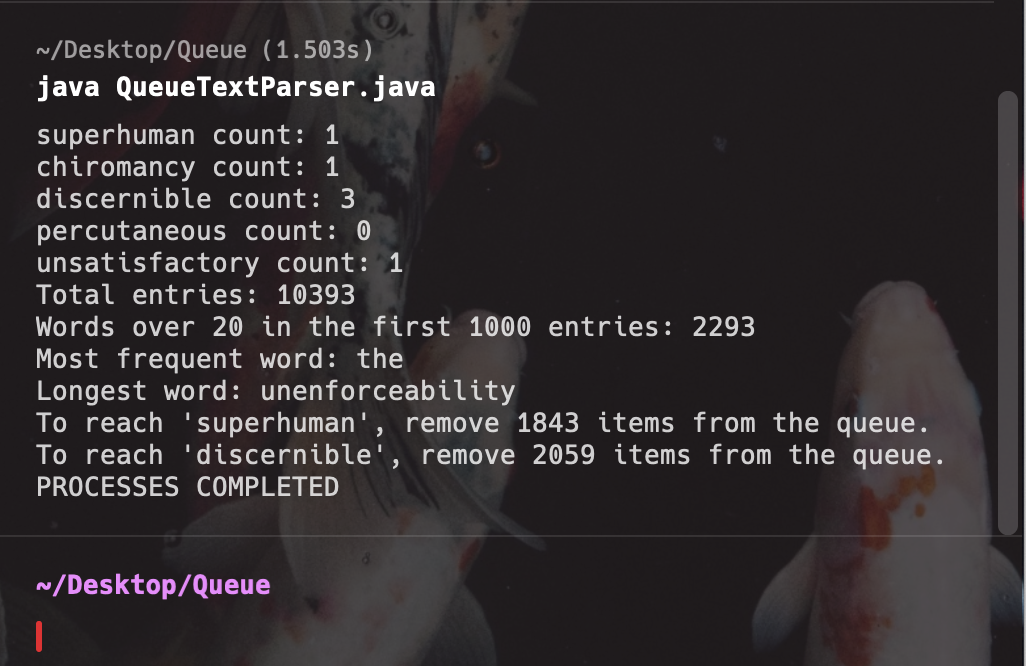 ~/Desktop/Queue (1.503s)
java QueueTextParser.java
superhuman count: 1
chiromancy count: 1
discernible count: 3
percutaneous count: 0
unsatisfactory count: 1
Total entries: 10393
Words over 20 in the first 1000 entries: 2293
Most frequent word: the
Longest word: unenforceability
To reach 'superhuman', remove 1843 items from the queue.
To reach 'discernible', remove 2059 items from the queue.
PROCESSES COMPLETED
~/Desktop/Queue